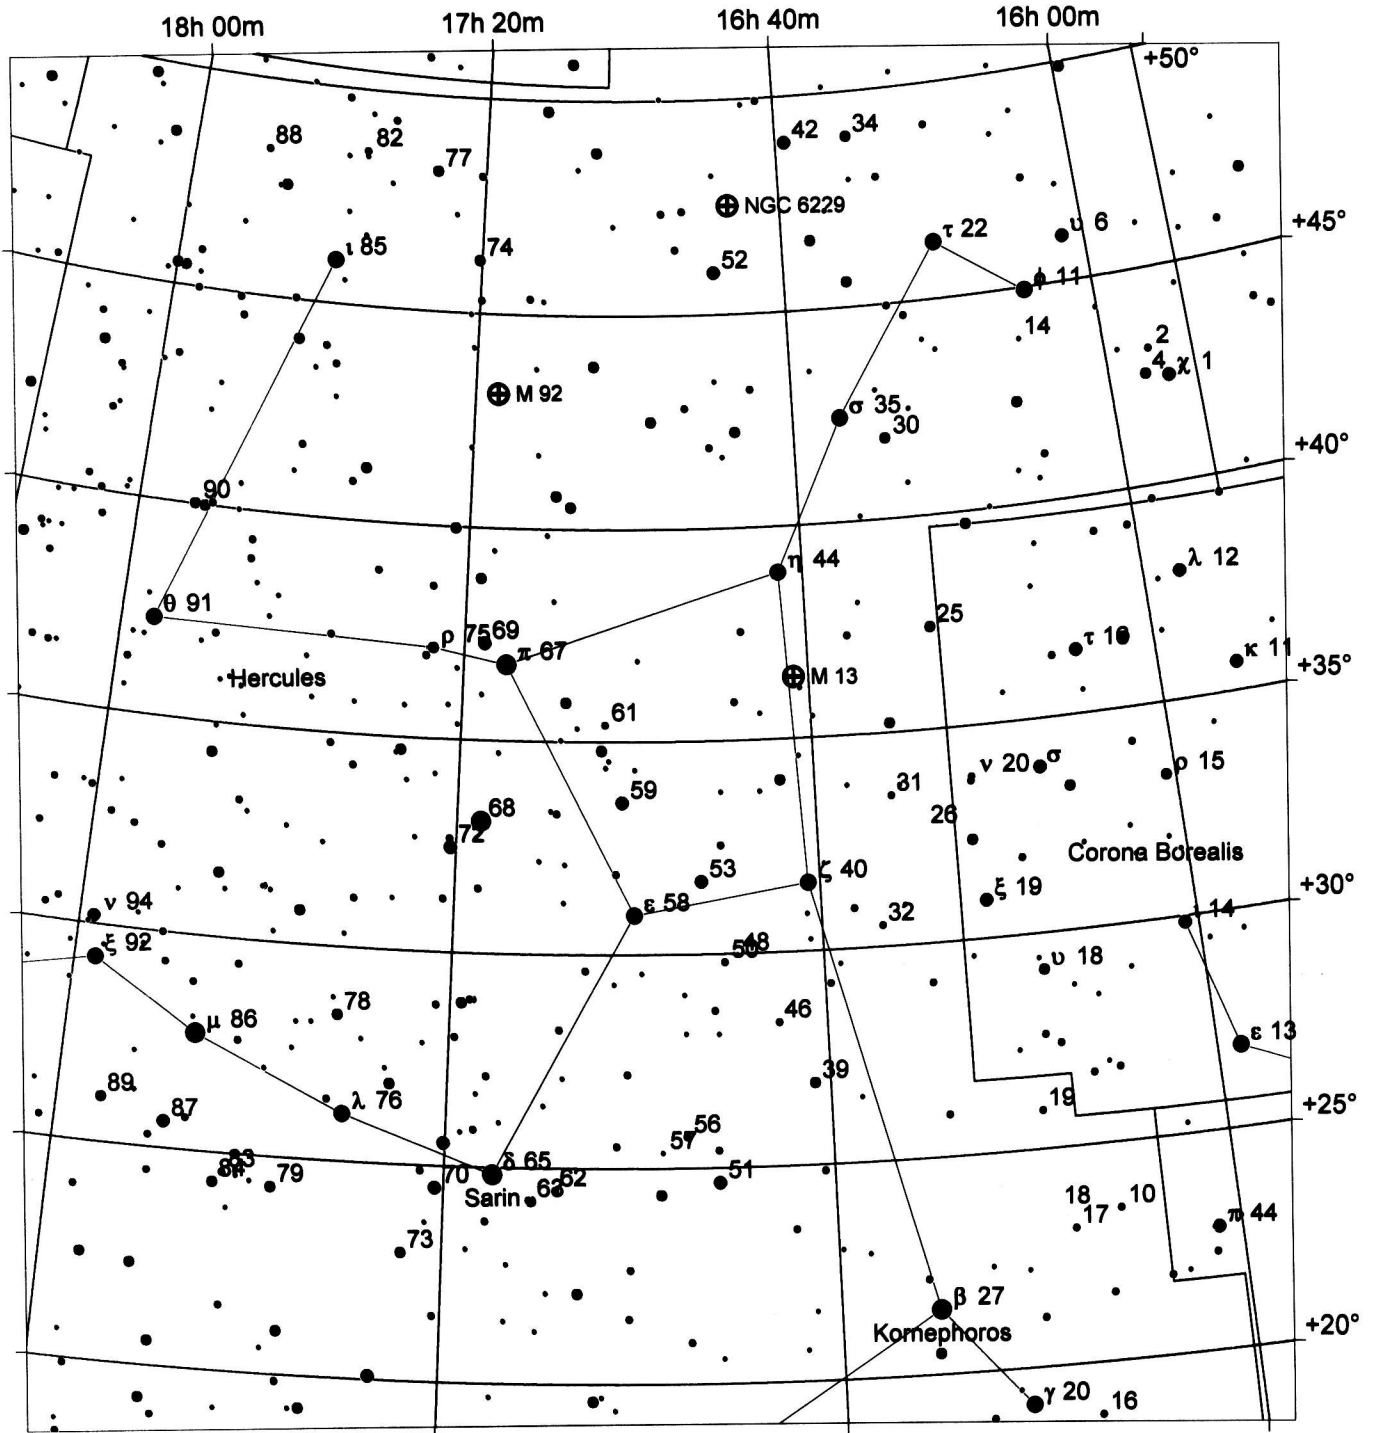 18h 00m 17h 20m 16h 40m 16h 00m
+50°
88 82 77 42 34
NGC 6229
τ 22 υ 6
+45°
ι 85 74 52 φ 11
14 2
4 χ 1
M 92
σ 35
30
+40°
90
η 44 λ 12
θ 91 25
ρ 75 69 τ 16
π 67 κ 11
Hercules M 13
+35°
61
ν 20 σ ρ 15
59 31
68 26
72
Corona Borealis
53 ζ 40 ξ 19
+30°
ν 94 ε 58 32 ι 14
ξ 92 50 48
υ 18
78 46
μ 86 ε 13
39
89 λ 76 19
+25°
87 56
57
83
84 79 70 δ 65 63 62 51
Sarin
18 10
17 π 44
73
β 27
Kornephoros
+20°
γ 20 16